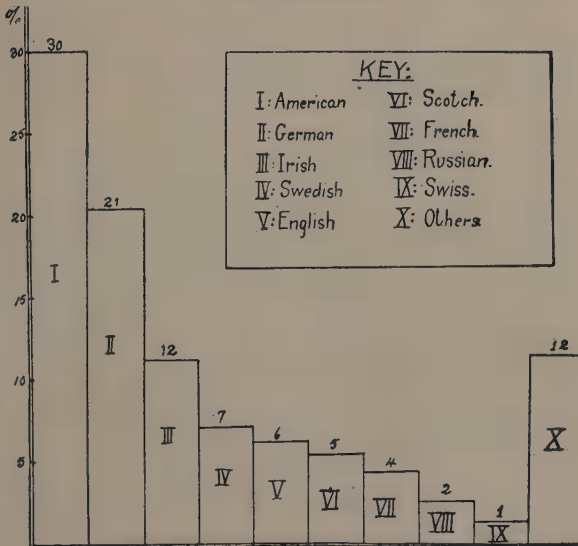 %
30
30
25
21
20
15
12
12
10
7
6
5
5
4
2
1
KEY:
I: American
II: German
III: Irish
IV: Swedish
V: English
VI: Scotch.
VII: French.
VIII: Russian.
IX: Swiss.
X: Others
I
II
III
IV
V
VI
VII
VIII
IX
X